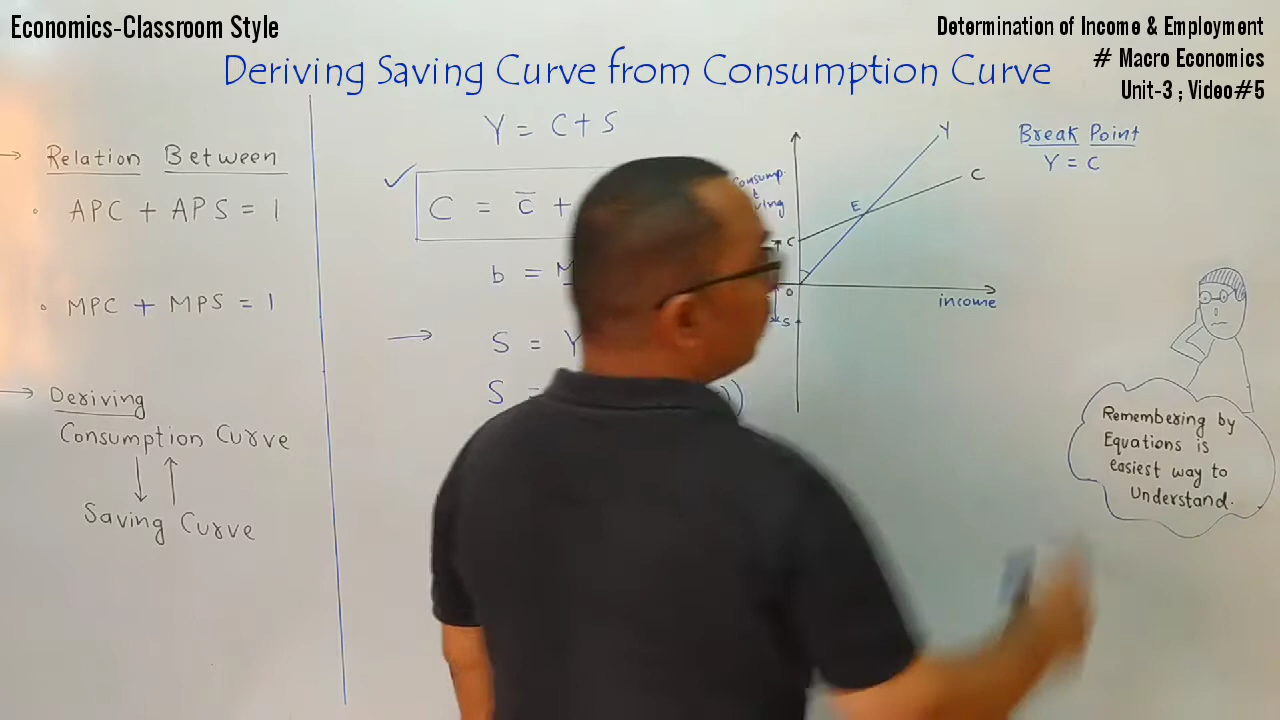 Economics-Classroom Style
Determination of Income & Employment
# Macro Economics
Unit-3 ; Video#5
Deriving Saving Curve from Consumption Curve
→ Relation Between
• APC + APS = 1
• MPC + MPS = 1
→ Deriving
Consumption Curve
Saving Curve
Y = C + S
✓ C = c̄ +
b =
→ S = Y
S = ))
Consump.
Y
C
E
C
O
S
income
Break Point
Y = C
Remembering by
Equations is
easiest way to
Understand.